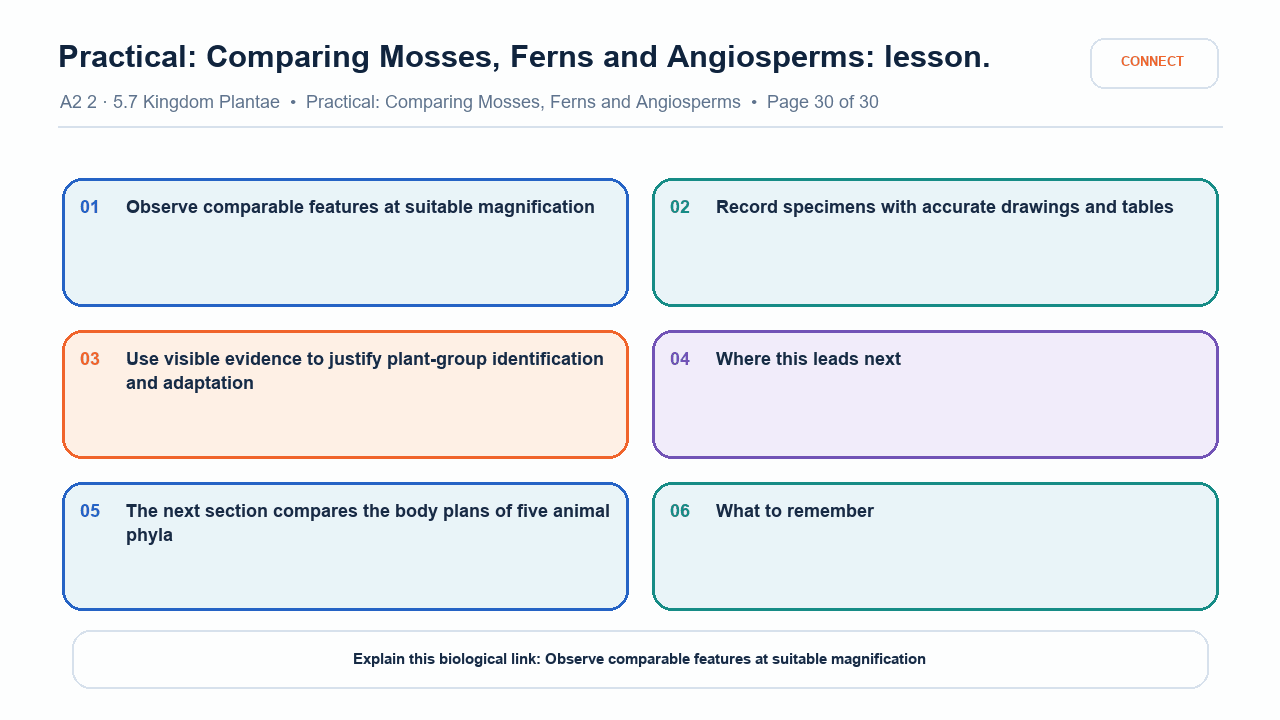 Practical: Comparing Mosses, Ferns and Angiosperms: lesson.
CONNECT
A2 2 · 5.7 Kingdom Plantae • Practical: Comparing Mosses, Ferns and Angiosperms • Page 30 of 30
01 Observe comparable features at suitable magnification
02 Record specimens with accurate drawings and tables
03 Use visible evidence to justify plant-group identification
and adaptation
04 Where this leads next
05 The next section compares the body plans of five animal
phyla
06 What to remember
Explain this biological link: Observe comparable features at suitable magnification